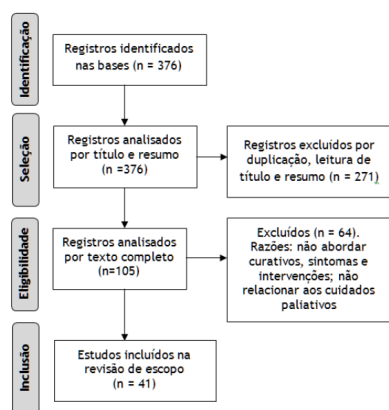 Identificação
Registros identificados
nas bases (n = 376)
Seleção
Registros analisados
por título e resumo
(n =376)
Registros excluídos por
duplicação, leitura de
título e resumo (n = 271)
Eligibilidade
Registros analisados
por texto completo
(n=105)
Excluídos (n = 64).
Razões: não abordar
curativos, sintomas e
intervenções; não
relacionar aos cuidados
paliativos
Inclusão
Estudos incluídos na
revisão de escopo
(n = 41)